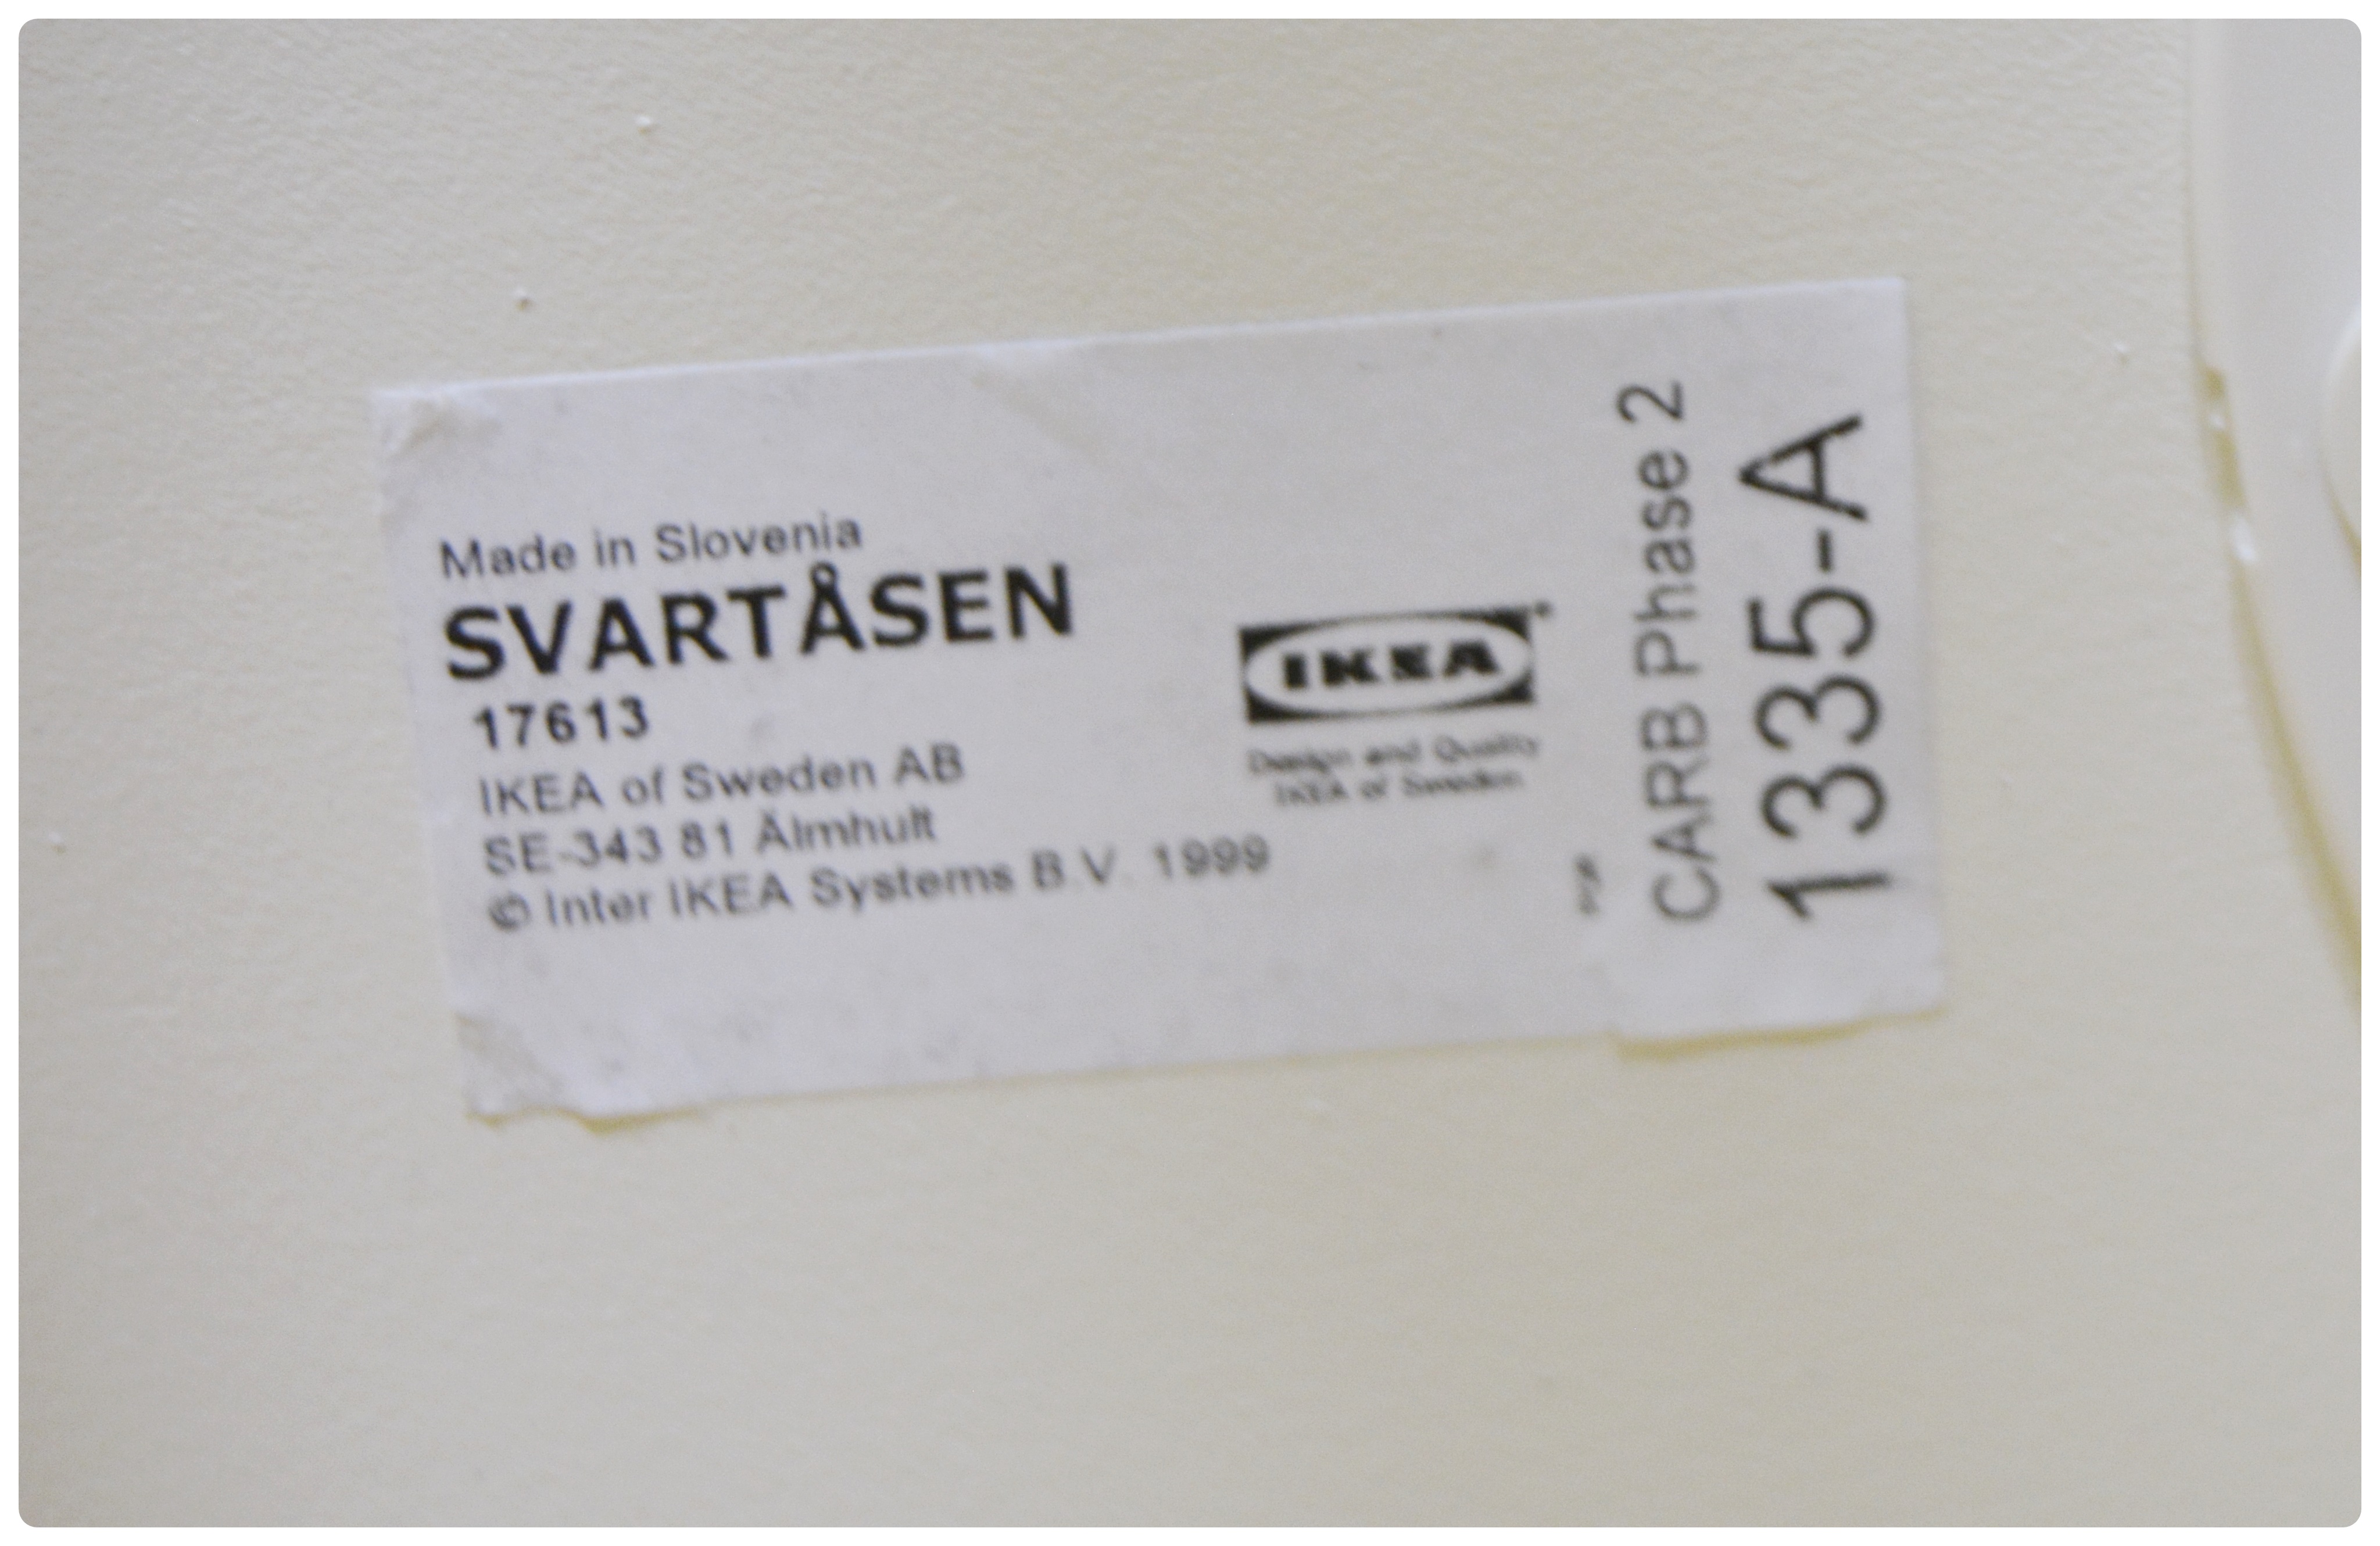 Made in Slovenia
SVARTÅSEN
17613
IKEA of Sweden AB
SE-343 81 Älmhult
© Inter IKEA Systems B.V. 1999
IKEA
Design and Quality
IKEA of Sweden
CARB Phase 2
1335-A